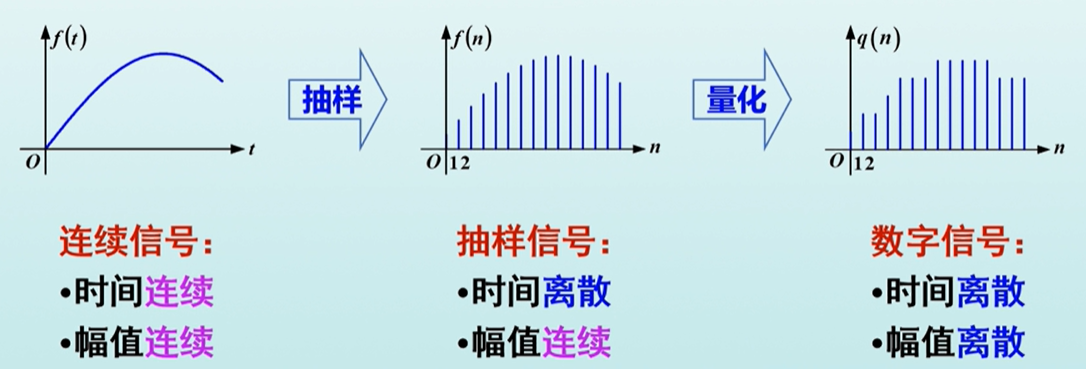 f(t)
O
t
抽样
f(n)
O 1 2
n
量化
q(n)
O 1 2
n
连续信号：
•时间连续
•幅值连续
抽样信号：
•时间离散
•幅值连续
数字信号：
•时间离散
•幅值离散